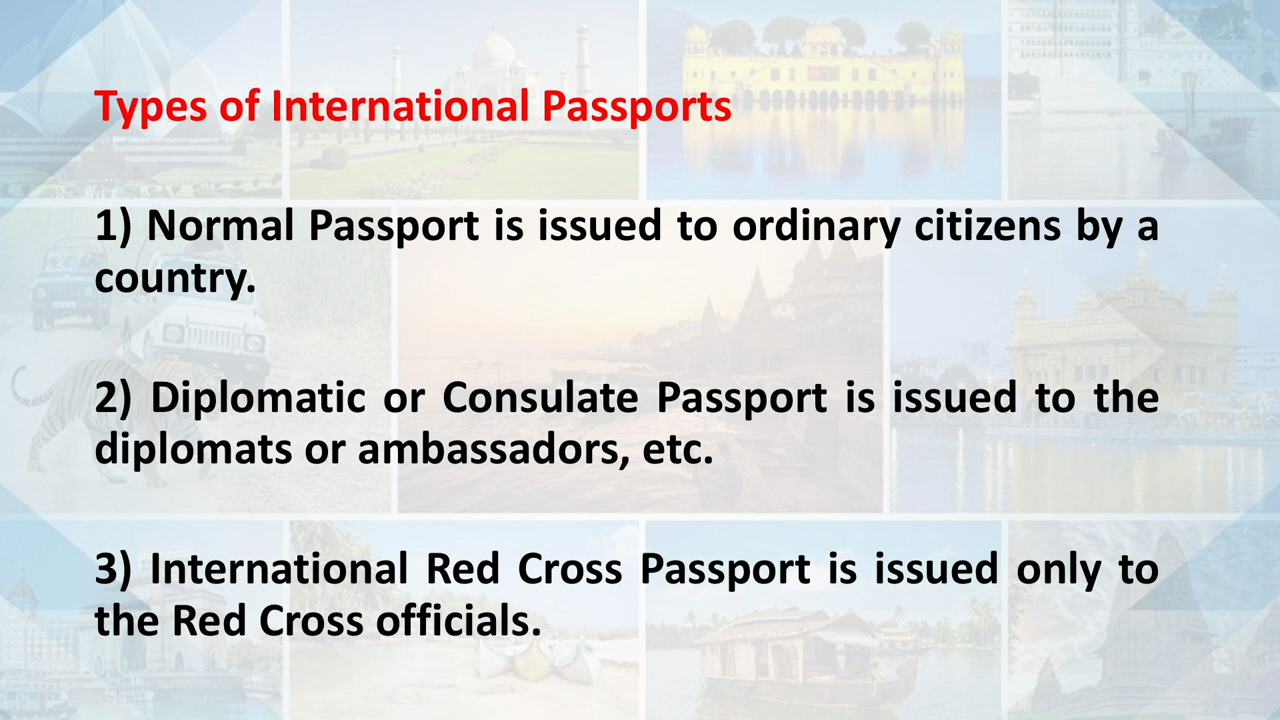 Types of International Passports
1) Normal Passport is issued to ordinary citizens by a
country.
2) Diplomatic or Consulate Passport is issued to the
diplomats or ambassadors, etc.
3) International Red Cross Passport is issued only to
the Red Cross officials.